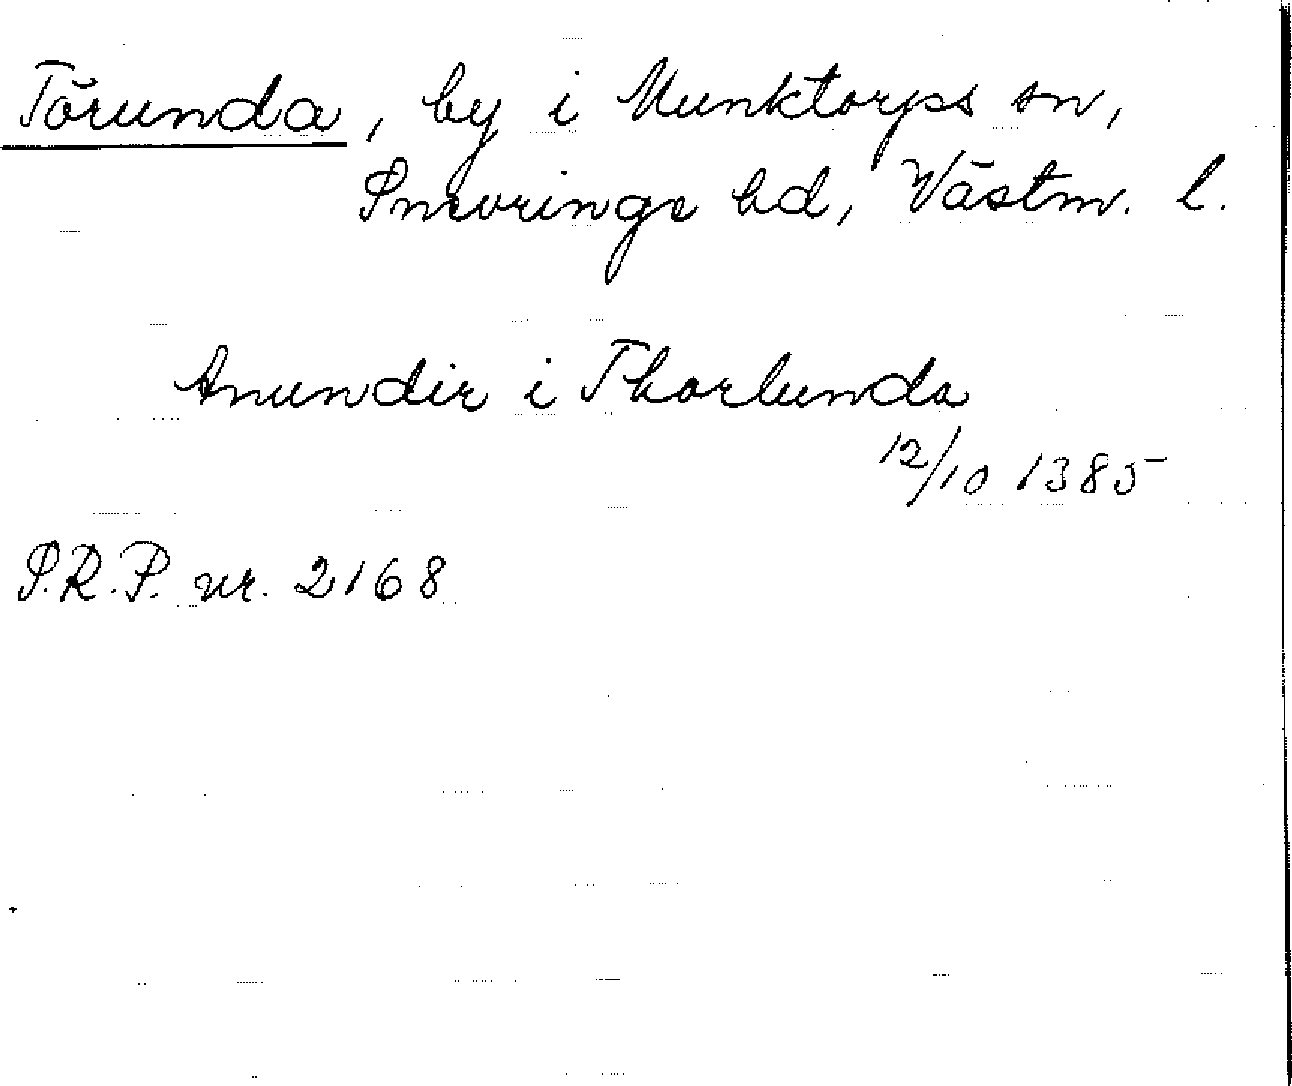 Törunda, by i Munktorps sn,
Snevringe hd, Västm. l.
Anundir i Thorlunda
12/10 1385
S.R.P. nr. 2168